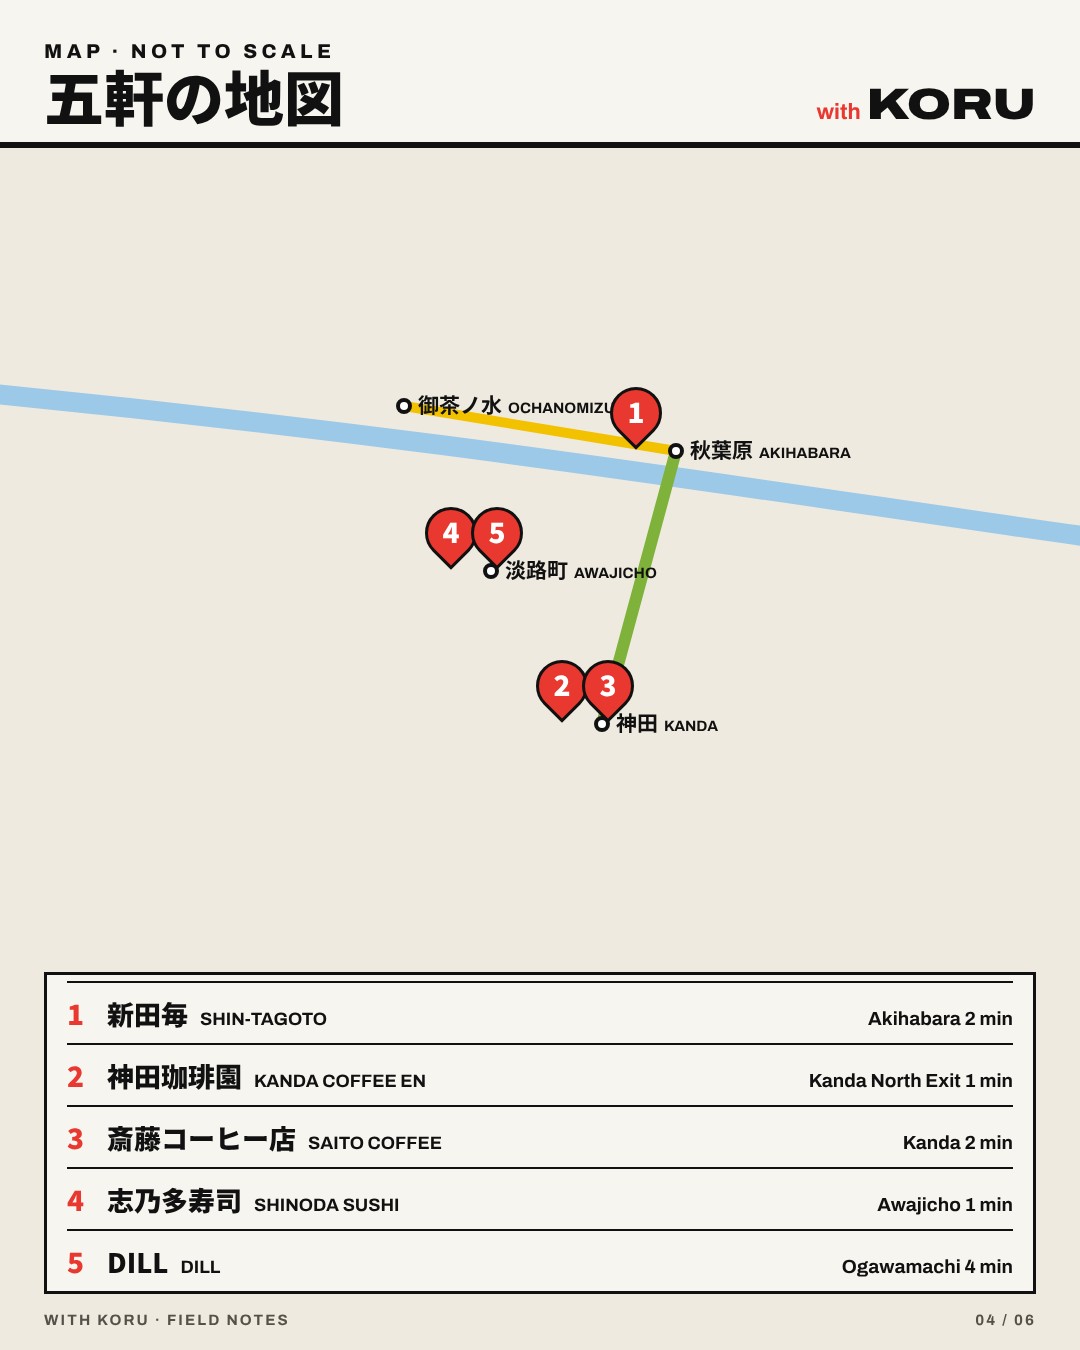 MAP · NOT TO SCALE
五軒の地図
with KORU
御茶ノ水 OCHANOMIZU
1
秋葉原 AKIHABARA
4 5
淡路町 AWAJICHO
2 3
神田 KANDA
1 新田毎 SHIN-TAGOTO Akihabara 2 min
2 神田珈琲園 KANDA COFFEE EN Kanda North Exit 1 min
3 斎藤コーヒー店 SAITO COFFEE Kanda 2 min
4 志乃多寿司 SHINODA SUSHI Awajicho 1 min
5 DILL DILL Ogawamachi 4 min
WITH KORU · FIELD NOTES 04 / 06